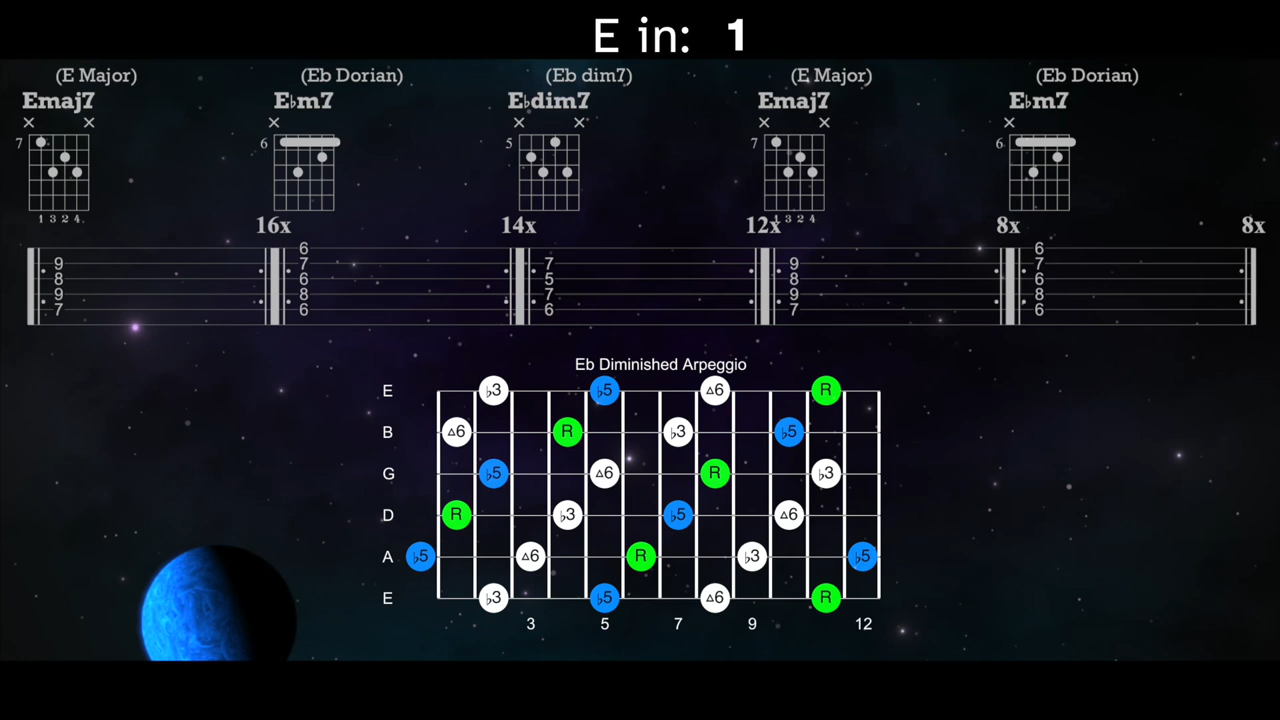 E in: 1
(E Major) (Eb Dorian) (Eb dim7) (E Major) (Eb Dorian)
Emaj7 E♭m7 E♭dim7 Emaj7 E♭m7
× × × × × × × ×
7 6 5 7 6
1 3 2 4 1 3 2 4
16x 14x 12x 8x 8x
6 6
9 7 7 9 7
8 6 5 8 6
9 8 7 9 8
7 6 6 7 6
Eb Diminished Arpeggio
E ♭3 ♭5 △6 R
B △6 R ♭3 ♭5
G ♭5 △6 R ♭3
D R ♭3 ♭5 △6
A ♭5 △6 R ♭3 ♭5
E ♭3 ♭5 △6 R
3 5 7 9 12